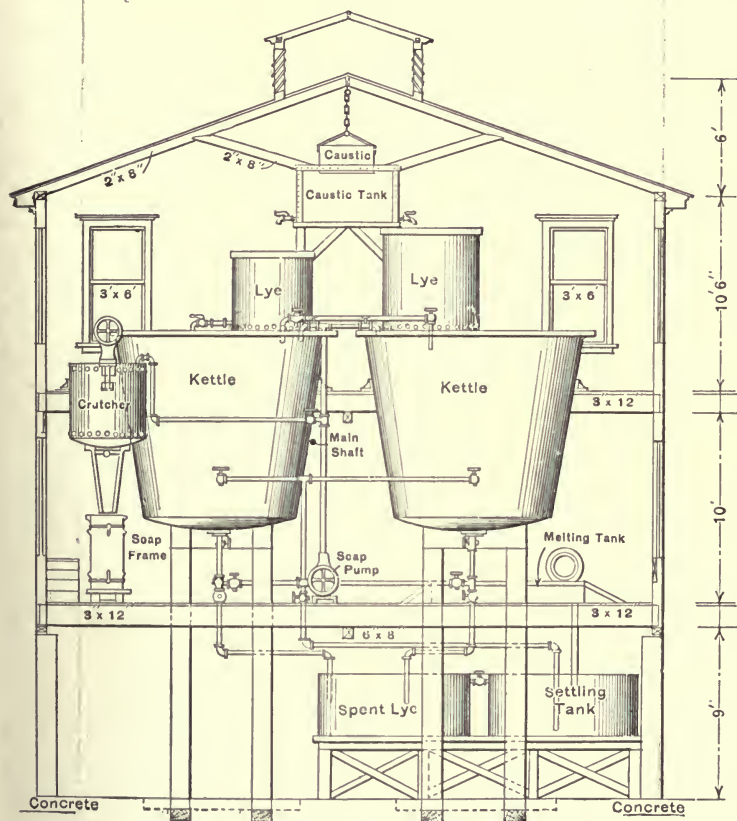 6'
Caustic
2"x 8"
2"x 8"
Caustic Tank
10'6"
Lye
Lye
3'x 6'
3'x 6'
Kettle
Kettle
Crutcher
3 x 12
Main
Shaft
10'
Soap
Frame
Soap
Pump
Melting Tank
3 x 12
3 x 12
6 x 8
Spent Lye
Settling
Tank
9"
Concrete
Concrete